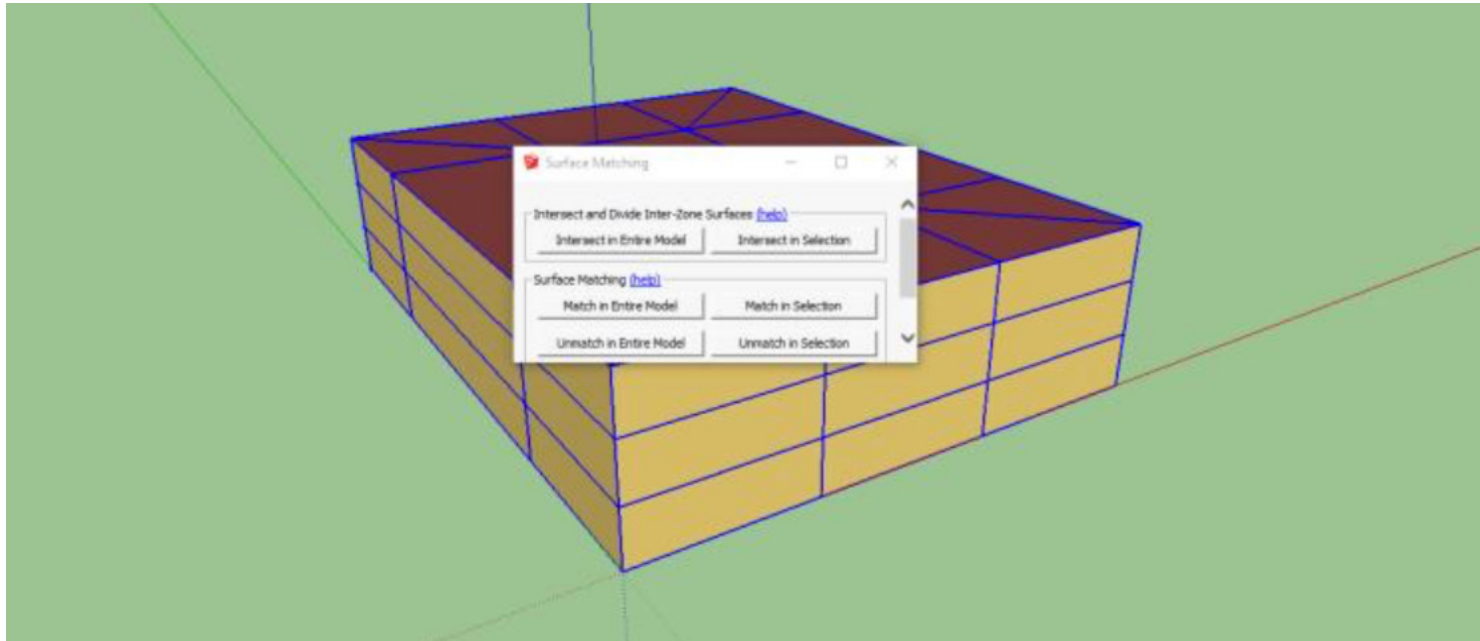 Surface Matching
Intersect and Divide Inter-Zone Surfaces (help)
Intersect in Entire Model Intersect in Selection
Surface Matching (help)
Match in Entire Model Match in Selection
Unmatch in Entire Model Unmatch in Selection